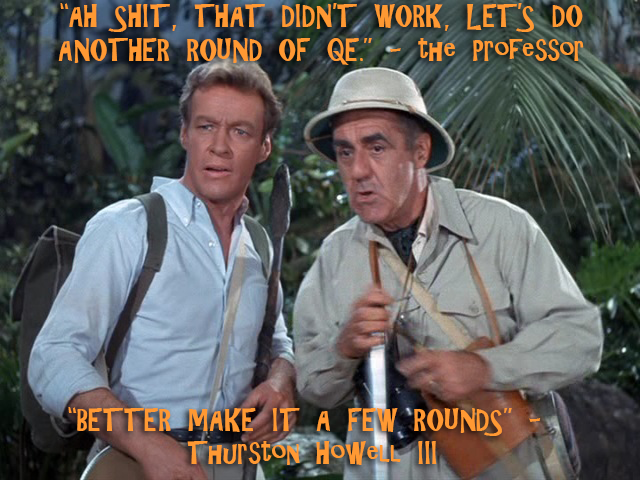 "AH SHIT, THAT DIDN'T WORK, LET'S DO
ANOTHER ROUND OF QE." - the Professor
"BETTER MAKE IT A FEW ROUNDS" -
Thurston Howell III